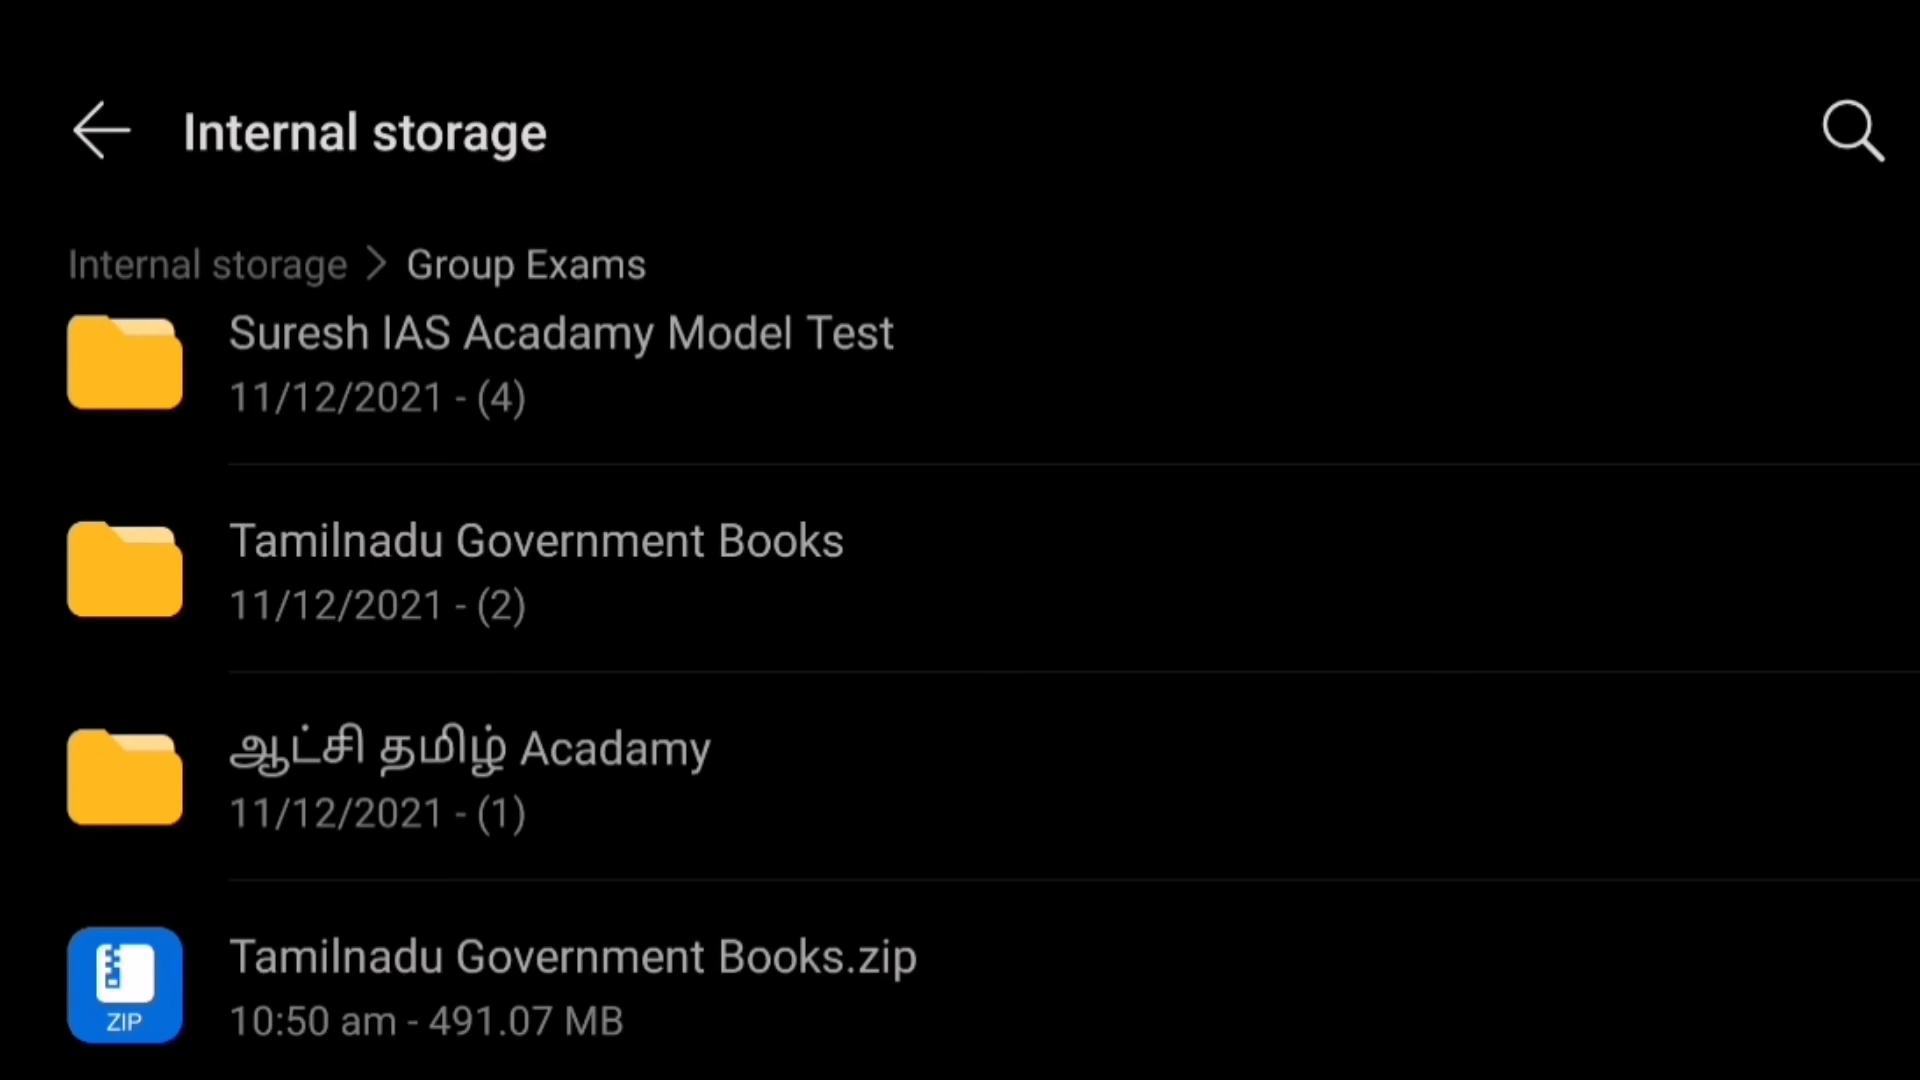 Internal storage
Internal storage > Group Exams
Suresh IAS Acadamy Model Test
11/12/2021 - (4)
Tamilnadu Government Books
11/12/2021 - (2)
ஆட்சி தமிழ் Acadamy
11/12/2021 - (1)
Tamilnadu Government Books.zip
ZIP
10:50 am - 491.07 MB